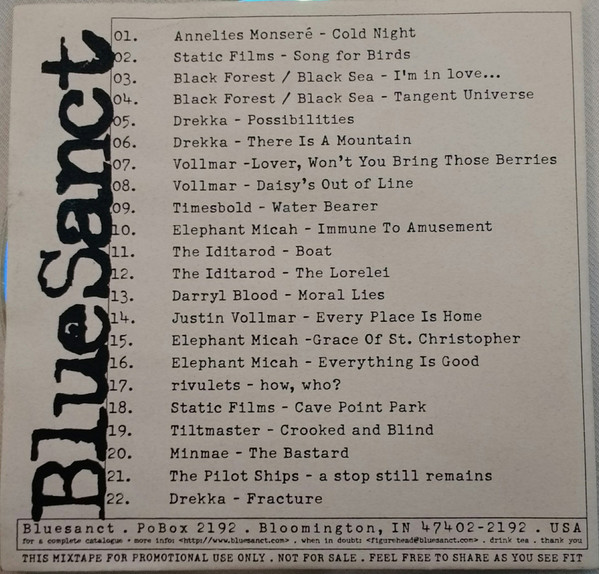 BlueSanct
01. Annelies Monseré - Cold Night
02. Static Films - Song for Birds
03. Black Forest / Black Sea - I'm in love...
04. Black Forest / Black Sea - Tangent Universe
05. Drekka - Possibilities
06. Drekka - There Is A Mountain
07. Vollmar -Lover, Won't You Bring Those Berries
08. Vollmar - Daisy's Out of Line
09. Timesbold - Water Bearer
10. Elephant Micah - Immune To Amusement
11. The Iditarod - Boat
12. The Iditarod - The Lorelei
13. Darryl Blood - Moral Lies
14. Justin Vollmar - Every Place Is Home
15. Elephant Micah -Grace Of St. Christopher
16. Elephant Micah - Everything Is Good
17. rivulets - how, who?
18. Static Films - Cave Point Park
19. Tiltmaster - Crooked and Blind
20. Minmae - The Bastard
21. The Pilot Ships - a stop still remains
22. Drekka - Fracture
Bluesanct . PoBox 2192 . Bloomington, IN 47402-2192 . USA
for a complete catalogue + more info: <http://www.bluesanct.com> . when in doubt: <figurehead@bluesanct.com> . drink tea . thank you
THIS MIXTAPE FOR PROMOTIONAL USE ONLY . NOT FOR SALE . FEEL FREE TO SHARE AS YOU SEE FIT